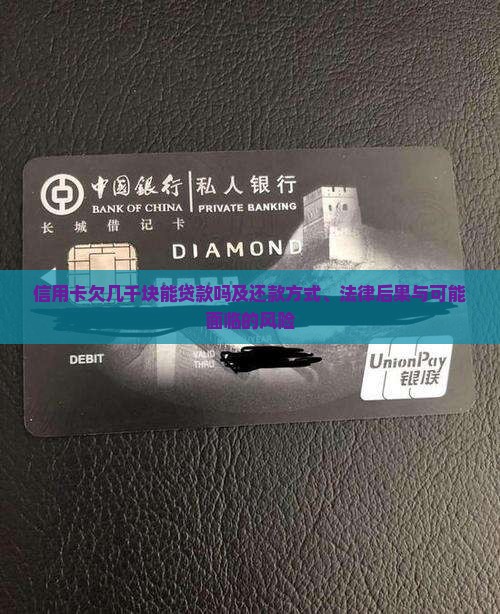 中國銀行 私人银行
BANK OF CHINA PRIVATE BANKING
长城借记卡
DIAMOND
信用卡欠几千块能贷款吗及还款方式、法律后果与可能
面临的风险
DEBIT
VALID
THRU
UnionPay
银联